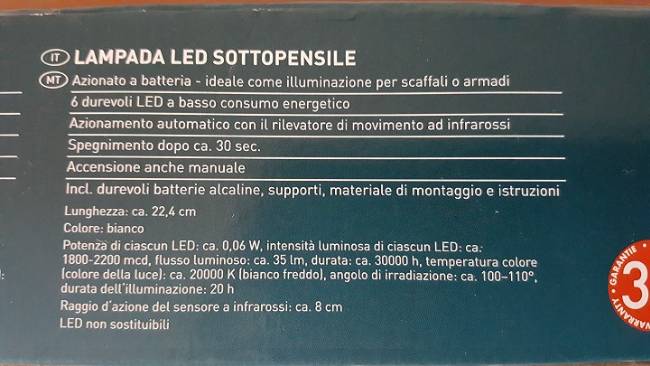 IT LAMPADA LED SOTTOPENSILE
MT Azionato a batteria - ideale come illuminazione per scaffali o armadi
6 durevoli LED a basso consumo energetico
Azionamento automatico con il rilevatore di movimento ad infrarossi
Spegnimento dopo ca. 30 sec.
Accensione anche manuale
Incl. durevoli batterie alcaline, supporti, materiale di montaggio e istruzioni
Lunghezza: ca. 22,4 cm
Colore: bianco
Potenza di ciascun LED: ca. 0,06 W, intensità luminosa di ciascun LED: ca.
1800-2200 mcd, flusso luminoso: ca. 35 lm, durata: ca. 30000 h, temperatura colore
(colore della luce): ca. 20000 K (bianco freddo), angolo di irradiazione: ca. 100–110°,
durata dell'illuminazione: 20 h
Raggio d'azione del sensore a infrarossi: ca. 8 cm
LED non sostituibili
GARANTIE
3
WARRANTY